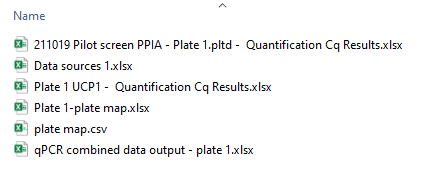 Name
211019 Pilot screen PPIA - Plate 1.pltd -  Quantification Cq Results.xlsx
Data sources 1.xlsx
Plate 1 UCP1 -  Quantification Cq Results.xlsx
Plate 1-plate map.xlsx
plate map.csv
qPCR combined data output - plate 1.xlsx